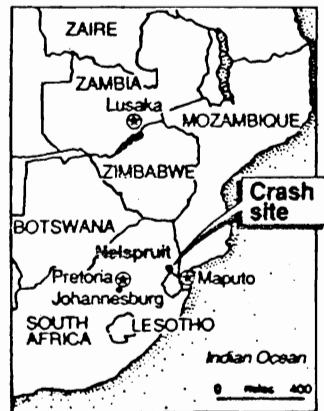 ZAIRE
ZAMBIA
Lusaka
MOZAMBIQUE
ZIMBABWE
Crash
site
BOTSWANA
Nelspruit
Pretoria
Maputo
Johannesburg
SOUTH
AFRICA
LESOTHO
Indian Ocean
0 MILES 400